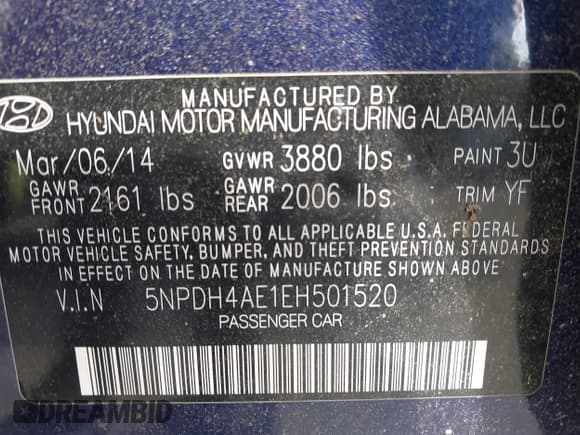 MANUFACTURED BY
HYUNDAI MOTOR MANUFACTURING ALABAMA, LLC
Mar/06/14 GVWR 3880 lbs PAINT 3U
GAWR FRONT 2161 lbs GAWR REAR 2006 lbs TRIM YF
THIS VEHICLE CONFORMS TO ALL APPLICABLE U.S.A. FEDERAL
MOTOR VEHICLE SAFETY, BUMPER, AND THEFT PREVENTION STANDARDS
IN EFFECT ON THE DATE OF MANUFACTURE SHOWN ABOVE
V.I.N 5NPDH4AE1EH501520
PASSENGER CAR
DREAMBID